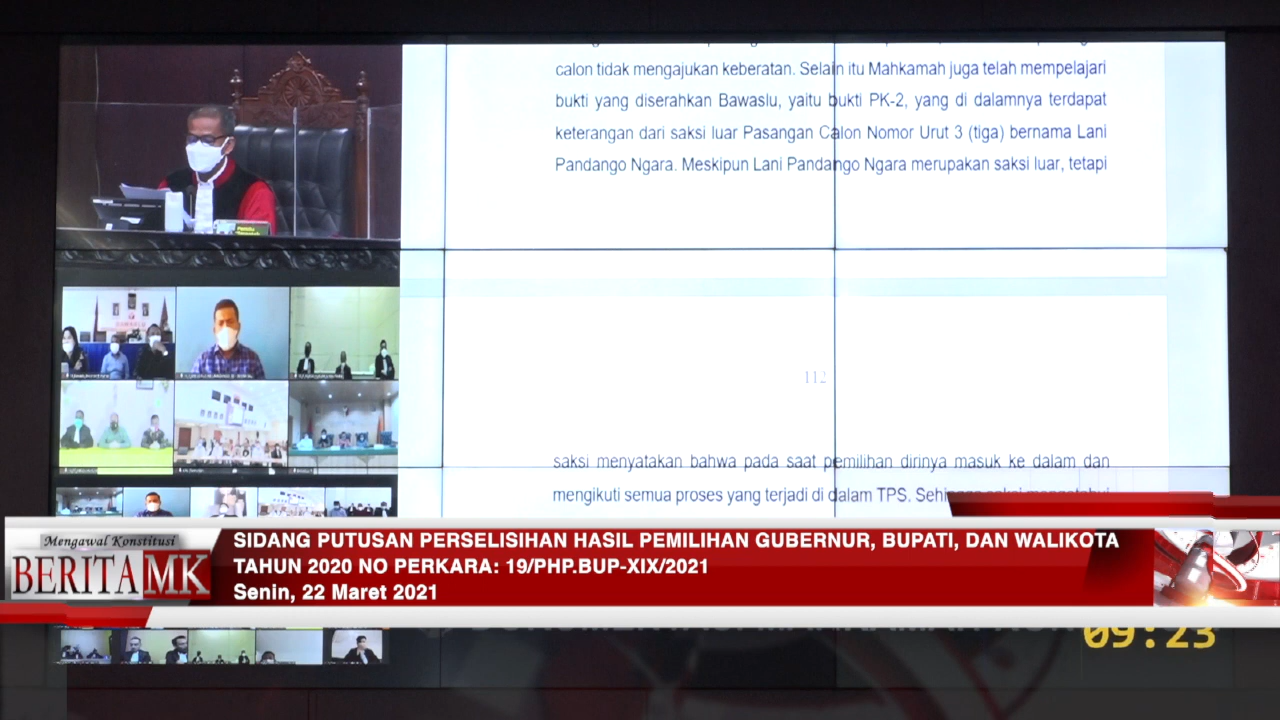 calon tidak mengajukan keberatan. Selain itu Mahkamah juga telah mempelajari
bukti yang diserahkan Bawaslu, yaitu bukti PK-2, yang di dalamnya terdapat
keterangan dari saksi luar Pasangan Calon Nomor Urut 3 (tiga) bernama Lani
Pandango Ngara. Meskipun Lani Pandango Ngara merupakan saksi luar, tetapi
112
saksi menyatakan bahwa pada saat pemilihan dirinya masuk ke dalam dan
mengikuti semua proses yang terjadi di dalam TPS.
Mengawal Konstitusi
BERITA MK
SIDANG PUTUSAN PERSELISIHAN HASIL PEMILIHAN GUBERNUR, BUPATI, DAN WALIKOTA
TAHUN 2020 NO PERKARA: 19/PHP.BUP-XIX/2021
Senin, 22 Maret 2021
09:23